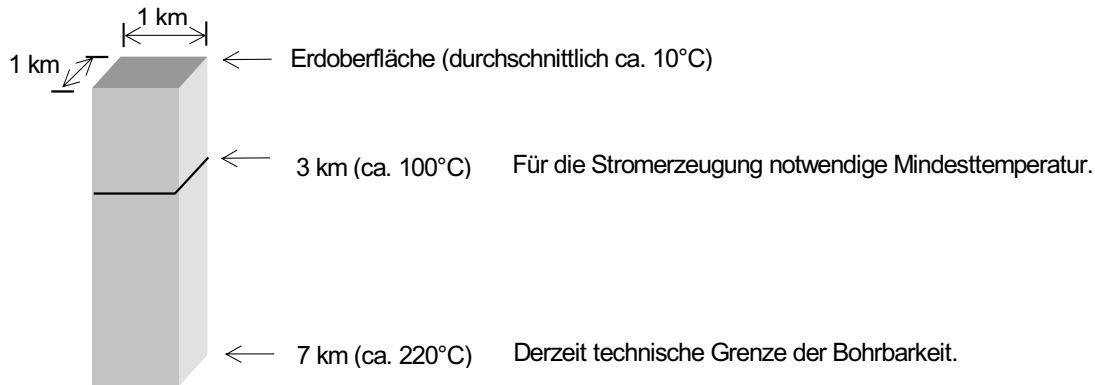 1 km
1 km
Erdoberfläche (durchschnittlich ca. 10°C)
3 km (ca. 100°C) Für die Stromerzeugung notwendige Mindesttemperatur.
7 km (ca. 220°C) Derzeit technische Grenze der Bohrbarkeit.